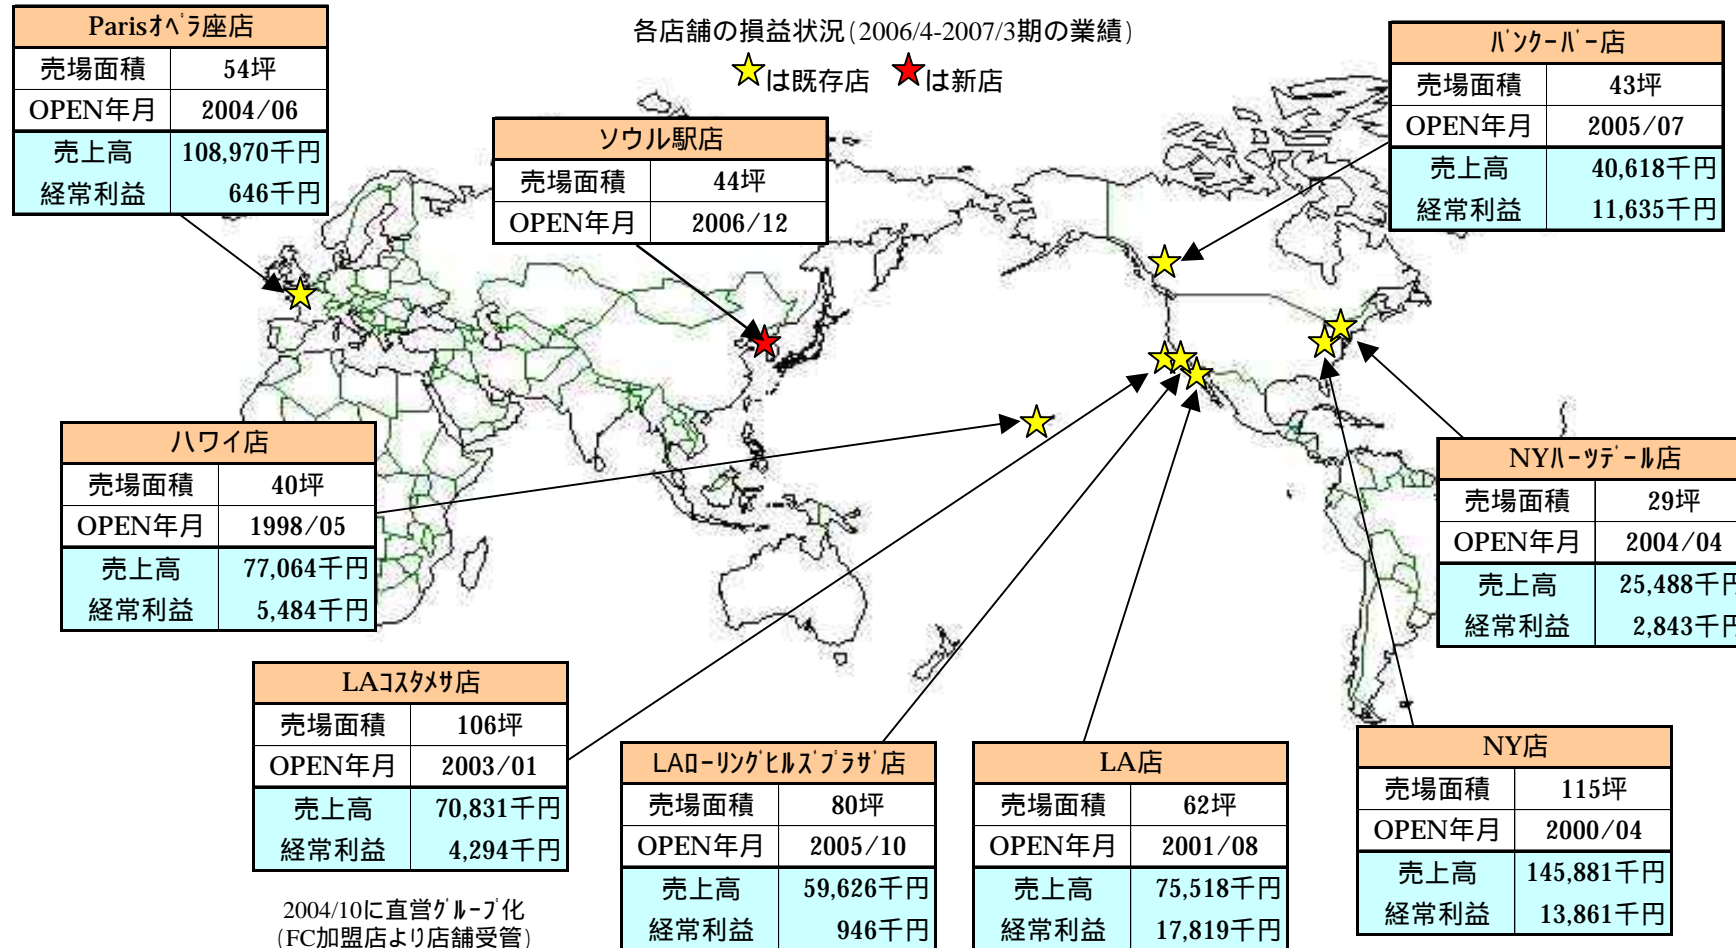 各店舗の損益状況(2006/4-2007/3期の業績)
は既存店 は新店
Parisｵﾍﾟﾗ座店
売場面積 54坪
OPEN年月 2004/06
売上高 108,970千円
経常利益 646千円
ソウル駅店
売場面積 44坪
OPEN年月 2006/12
ﾊﾞﾝｸｰﾊﾞｰ店
売場面積 43坪
OPEN年月 2005/07
売上高 40,618千円
経常利益 11,635千円
ハワイ店
売場面積 40坪
OPEN年月 1998/05
売上高 77,064千円
経常利益 5,484千円
NYﾊｰﾂﾃﾞｰﾙ店
売場面積 29坪
OPEN年月 2004/04
売上高 25,488千円
経常利益 2,843千円
LAｺｽﾀﾒｻ店
売場面積 106坪
OPEN年月 2003/01
売上高 70,831千円
経常利益 4,294千円
2004/10に直営ｸﾞﾙｰﾌﾟ化
(FC加盟店より店舗受管)
LAﾛｰﾘﾝｸﾞﾋﾙｽﾞﾌﾟﾗｻﾞ店
売場面積 80坪
OPEN年月 2005/10
売上高 59,626千円
経常利益 946千円
LA店
売場面積 62坪
OPEN年月 2001/08
売上高 75,518千円
経常利益 17,819千円
NY店
売場面積 115坪
OPEN年月 2000/04
売上高 145,881千円
経常利益 13,861千円